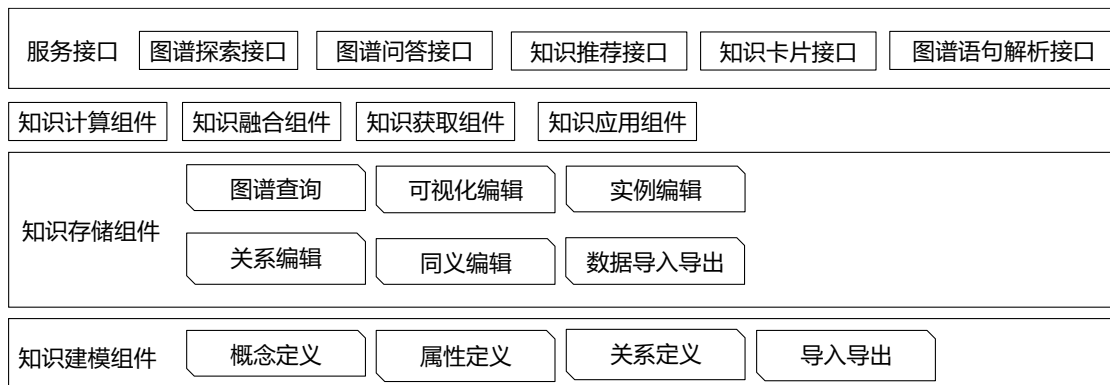 服务接口 图谱探索接口 图谱问答接口 知识推荐接口 知识卡片接口 图谱语句解析接口
知识计算组件 知识融合组件 知识获取组件 知识应用组件
图谱查询 可视化编辑 实例编辑
知识存储组件
关系编辑 同义编辑 数据导入导出
知识建模组件 概念定义 属性定义 关系定义 导入导出